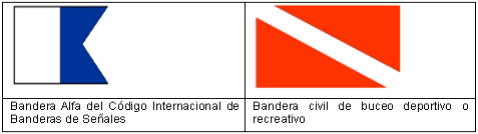 Bandera Alfa del Código Internacional de
Banderas de Señales
Bandera civil de buceo deportivo o
recreativo